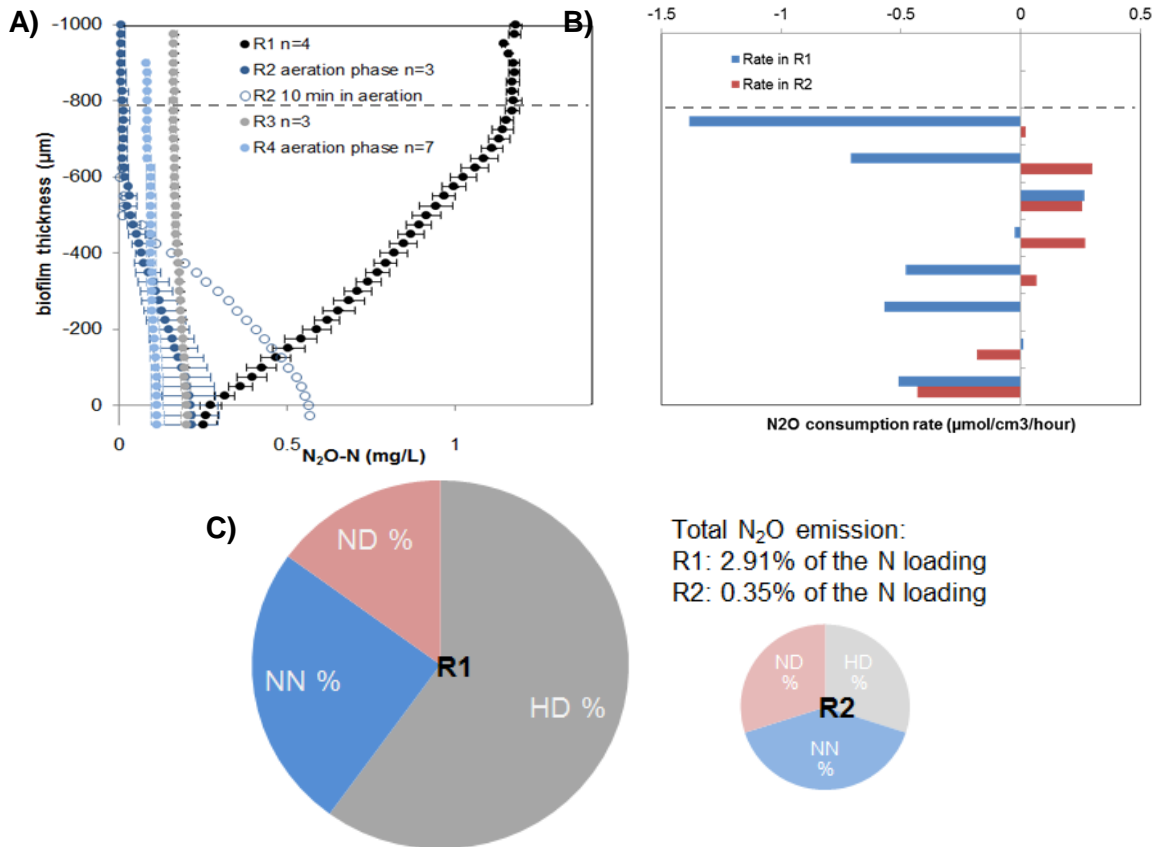 A)
-1000
-800
-600
-400
-200
0
biofilm thickness (µm)
R1 n=4
R2 aeration phase n=3
R2 10 min in aeration
R3 n=3
R4 aeration phase n=7
0
0.5
1
N₂O-N (mg/L)
B)
-1.5
-1
-0.5
0
0.5
Rate in R1
Rate in R2
N2O consumption rate (µmol/cm3/hour)
C)
ND %
NN %
R1
HD %
Total N₂O emission:
R1: 2.91% of the N loading
R2: 0.35% of the N loading
ND
%
HD
%
R2
NN
%